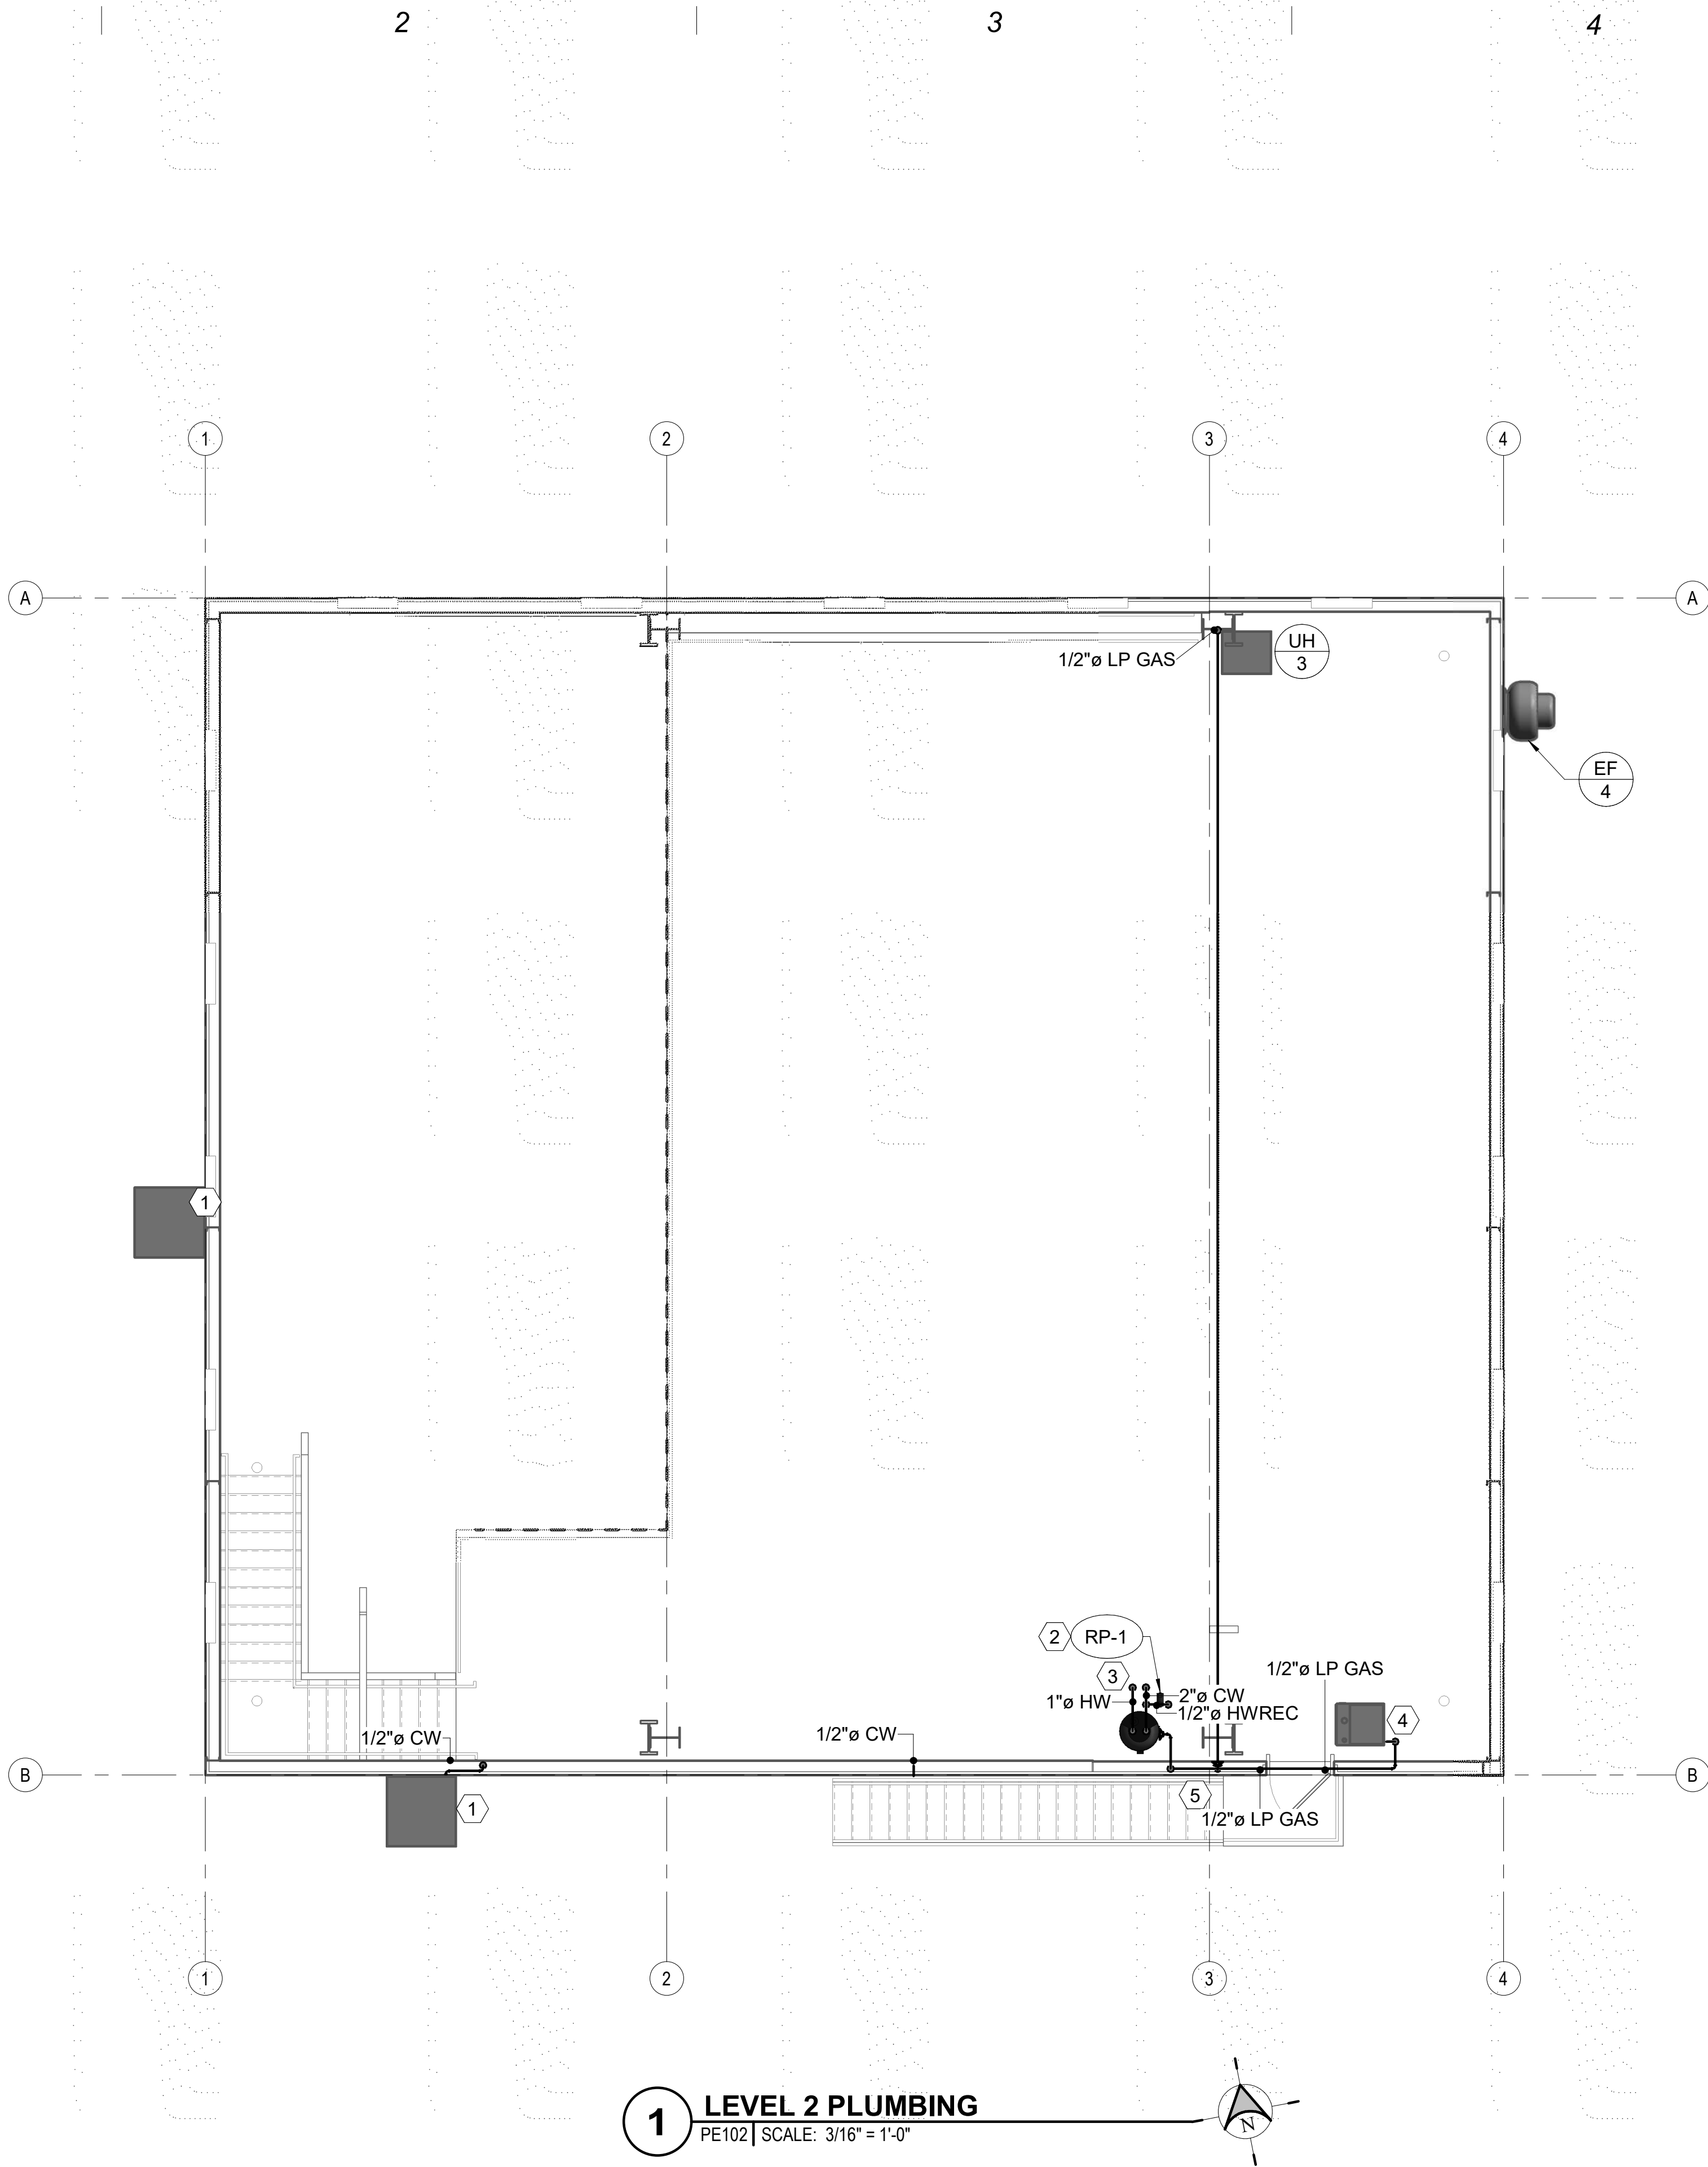 2 3 4
1 2 3 4
A A
1/2"ø LP GAS
UH
3
EF
4
1
2 RP-1
3
1/2"ø LP GAS
1"ø HW
2"ø CW
1/2"ø HWREC
4
1/2"ø CW
1/2"ø CW
B B
1
5
1/2"ø LP GAS
1 2 3 4
1
LEVEL 2 PLUMBING
PE102 SCALE: 3/16" = 1'-0"
N